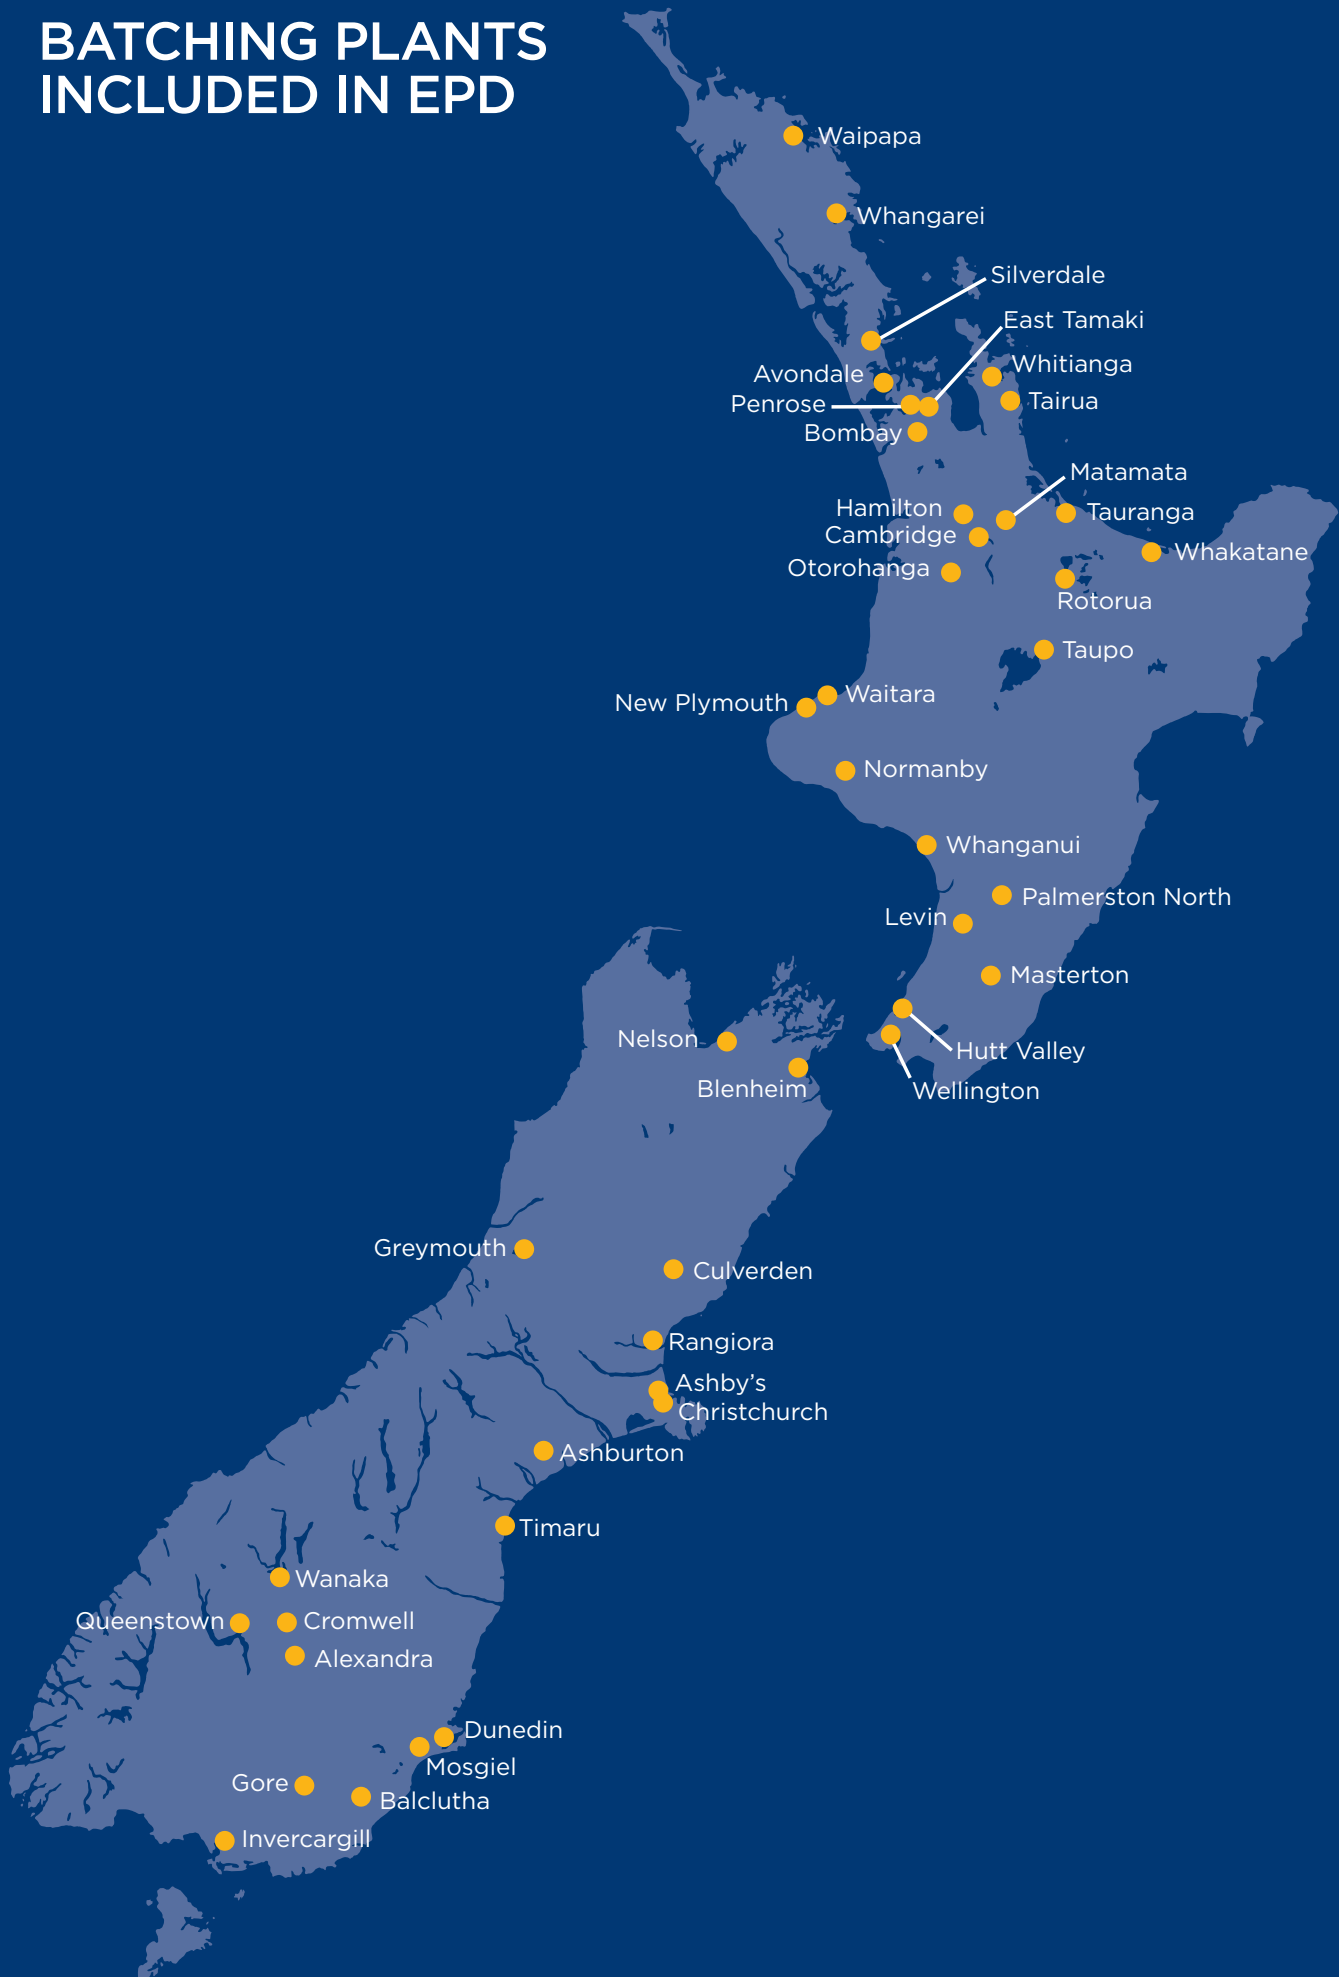 BATCHING PLANTS
INCLUDED IN EPD
Waipapa
Whangarei
Silverdale
East Tamaki
Whitianga
Avondale
Tairua
Penrose
Bombay
Matamata
Hamilton
Tauranga
Cambridge
Whakatane
Otorohanga
Rotorua
Taupo
Waitara
New Plymouth
Normanby
Whanganui
Palmerston North
Levin
Masterton
Nelson
Hutt Valley
Blenheim
Wellington
Greymouth
Culverden
Rangiora
Ashby's
Christchurch
Ashburton
Timaru
Wanaka
Queenstown
Cromwell
Alexandra
Dunedin
Mosgiel
Gore
Balclutha
Invercargill